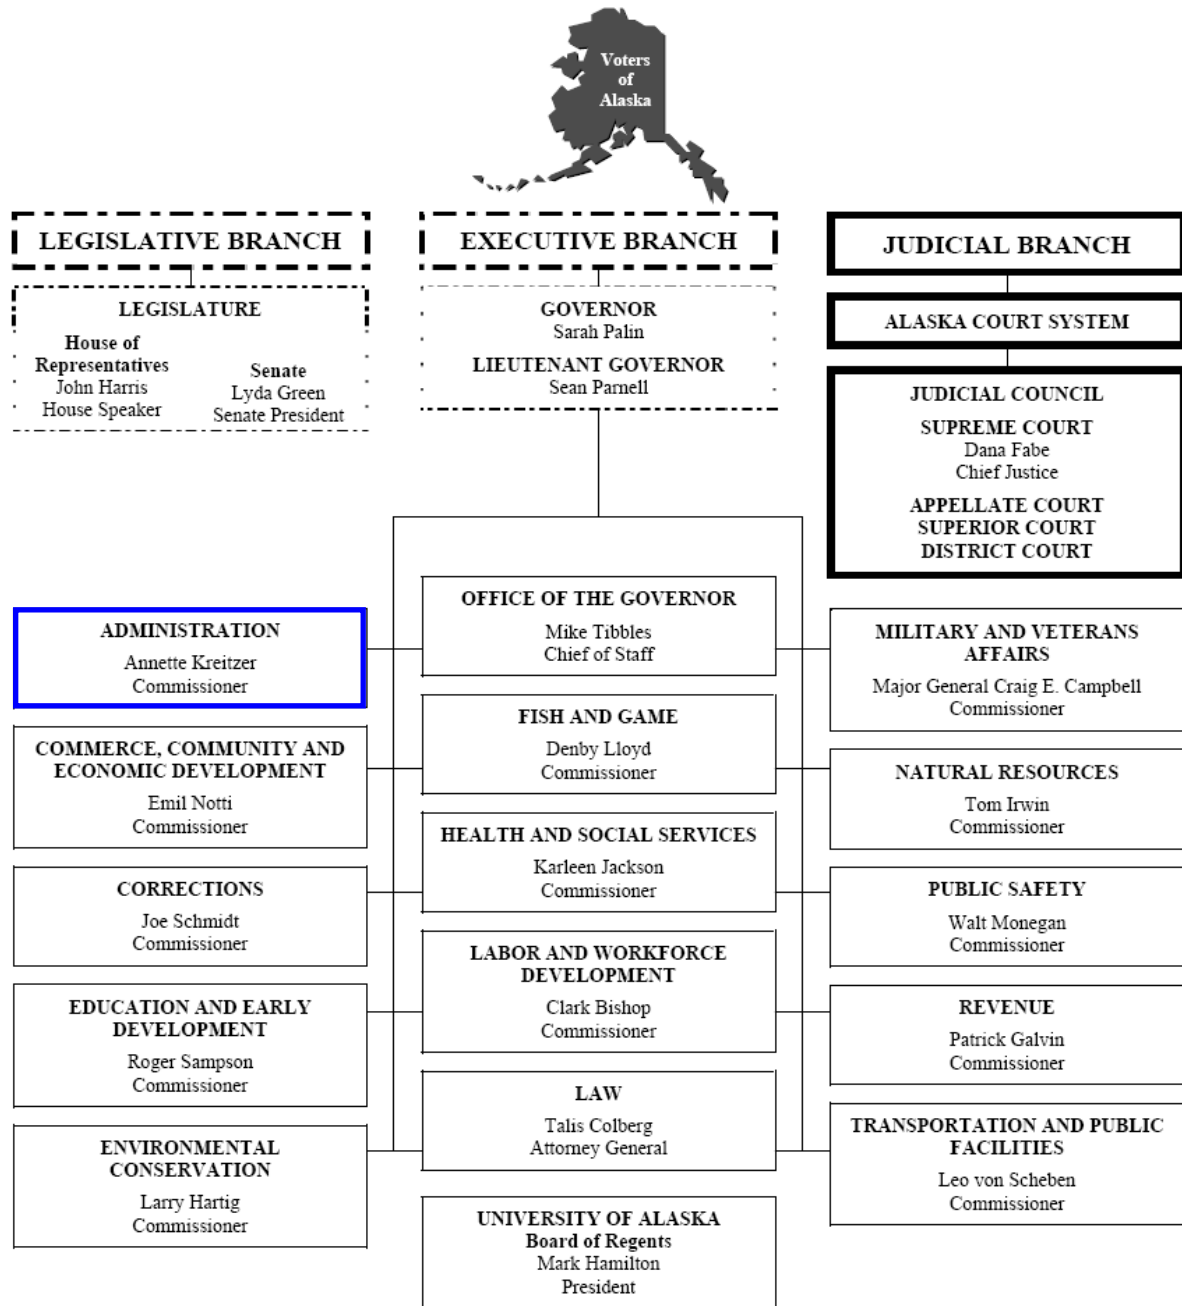 Voters
of
Alaska
LEGISLATIVE BRANCH
LEGISLATURE
House of
Representatives
John Harris
House Speaker
Senate
Lyda Green
Senate President
EXECUTIVE BRANCH
GOVERNOR
Sarah Palin
LIEUTENANT GOVERNOR
Sean Parnell
JUDICIAL BRANCH
ALASKA COURT SYSTEM
JUDICIAL COUNCIL
SUPREME COURT
Dana Fabe
Chief Justice
APPELLATE COURT
SUPERIOR COURT
DISTRICT COURT
ADMINISTRATION
Annette Kreitzer
Commissioner
COMMERCE, COMMUNITY AND
ECONOMIC DEVELOPMENT
Emil Notti
Commissioner
CORRECTIONS
Joe Schmidt
Commissioner
EDUCATION AND EARLY
DEVELOPMENT
Roger Sampson
Commissioner
ENVIRONMENTAL
CONSERVATION
Larry Hartig
Commissioner
OFFICE OF THE GOVERNOR
Mike Tibbles
Chief of Staff
FISH AND GAME
Denby Lloyd
Commissioner
HEALTH AND SOCIAL SERVICES
Karleen Jackson
Commissioner
LABOR AND WORKFORCE
DEVELOPMENT
Clark Bishop
Commissioner
LAW
Talis Colberg
Attorney General
UNIVERSITY OF ALASKA
Board of Regents
Mark Hamilton
President
MILITARY AND VETERANS
AFFAIRS
Major General Craig E. Campbell
Commissioner
NATURAL RESOURCES
Tom Irwin
Commissioner
PUBLIC SAFETY
Walt Monegan
Commissioner
REVENUE
Patrick Galvin
Commissioner
TRANSPORTATION AND PUBLIC
FACILITIES
Leo von Scheben
Commissioner